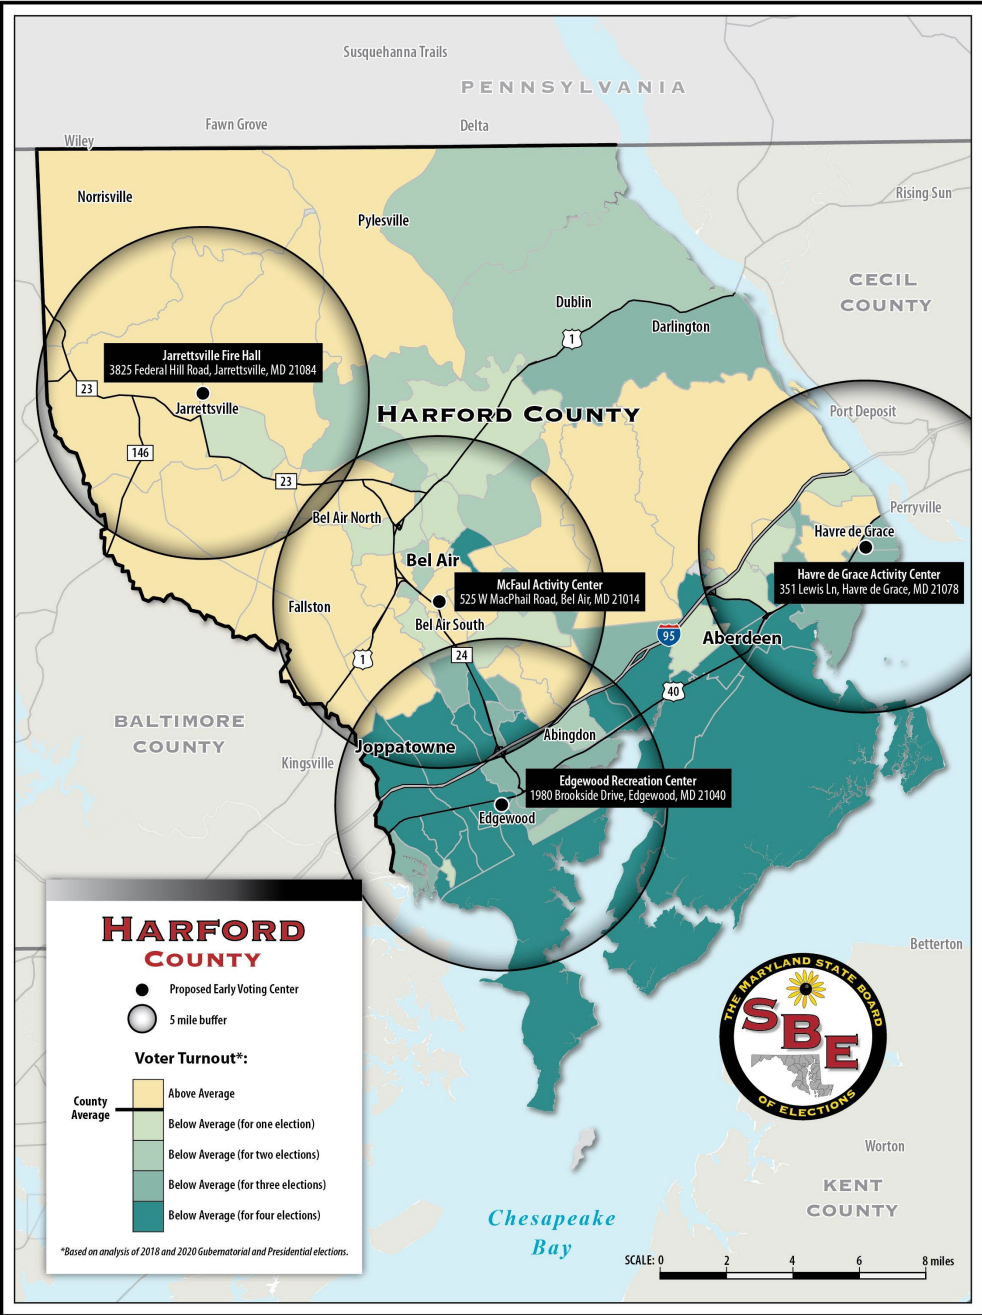 Susquehanna Trails
PENNSYLVANIA
Fawn Grove
Delta
Wiley
Norrisville
Pylesville
Rising Sun
CECIL
COUNTY
Dublin
1
Darlington
Jarrettsville Fire Hall
3825 Federal Hill Road, Jarrettsville, MD 21084
23
Jarrettsville
HARFORD COUNTY
Port Deposit
146
23
Perryville
Bel Air North
Havre de Grace
Bel Air
Havre de Grace Activity Center
351 Lewis Ln, Havre de Grace, MD 21078
McFaul Activity Center
525 W MacPhail Road, Bel Air, MD 21014
Fallston
Bel Air South
95
Aberdeen
1
24
40
BALTIMORE
COUNTY
Joppatowne
Abingdon
Kingsville
Edgewood Recreation Center
1980 Brookside Drive, Edgewood, MD 21040
Edgewood
HARFORD
COUNTY
Proposed Early Voting Center
5 mile buffer
Voter Turnout*:
County
Average
Above Average
Below Average (for one election)
Below Average (for two elections)
Below Average (for three elections)
Below Average (for four elections)
*Based on analysis of 2018 and 2020 Gubernatorial and Presidential elections.
Betterton
THE MARYLAND STATE BOARD
SBE
OF ELECTIONS
Worton
KENT
COUNTY
Chesapeake
Bay
SCALE: 0 2 4 6 8 miles